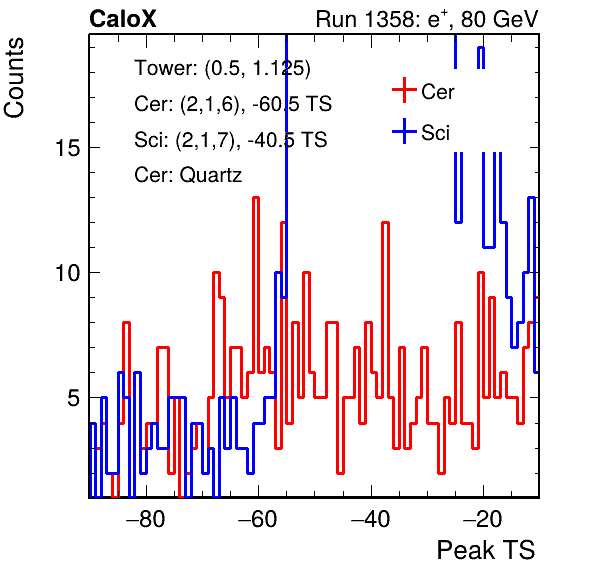 CaloX Run 1358: e+, 80 GeV
Counts
Tower: (0.5, 1.125)
Cer: (2,1,6), -60.5 TS
Sci: (2,1,7), -40.5 TS
Cer: Quartz
Cer
Sci
15
10
5
−80 −60 −40 −20
Peak TS